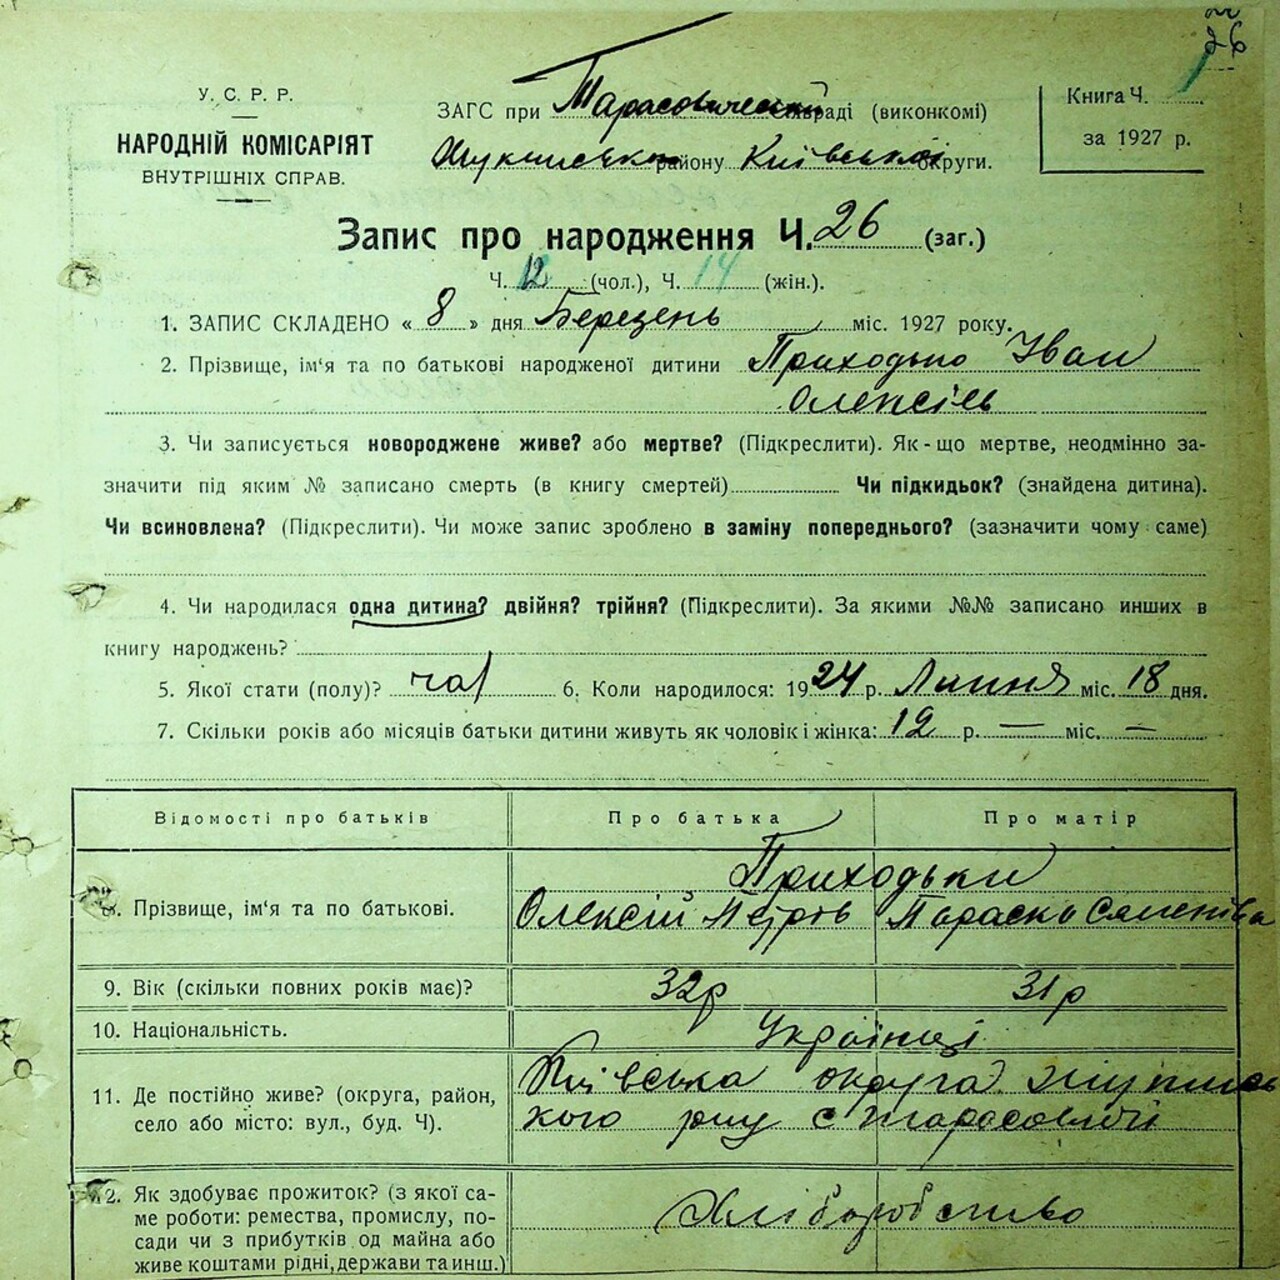 26
У. С. Р. Р.
НАРОДНІЙ КОМІСАРІЯТ
ВНУТРІШНІХ СПРАВ.
ЗАГС при раді (виконкомі)
району Київської округи.
Книга Ч. 1
за 1927 р.
Запис про народження Ч. 26 (заг.)
Ч. 12 (чол.), Ч. 14 (жін.).
1. ЗАПИС СКЛАДЕНО « 8 » дня Березень міс. 1927 року.
2. Прізвище, ім'я та по батькові народженої дитини Приходько Іван
Олексієв
3. Чи записується новороджене живе? або мертве? (Підкреслити). Як-що мертве, неодмінно за-
значити під яким № записано смерть (в книгу смертей) Чи підкидьок? (знайдена дитина).
Чи всиновлена? (Підкреслити). Чи може запис зроблено в заміну попереднього? (зазначити чому саме)
4. Чи народилася одна дитина? двійня? трійня? (Підкреслити). За якими №№ записано инших в
книгу народжень?
5. Якої стати (полу)? чол 6. Коли народилося: 1924 р. Липня міс. 18 дня.
7. Скільки років або місяців батьки дитини живуть як чоловік і жінка: 12 р. — міс. —
Відомості про батьків Про батька Про матір
Приходьки
8. Прізвище, ім'я та по батькові. Олексій Петров Параска Семенівна
9. Вік (скільки повних років має)? 32р 31р
10. Національність. Українці
11. Де постійно живе? (округа, район,
село або місто: вул., буд. Ч).
Київська округа
кого рну с Тарасовичі
12. Як здобуває прожиток? (з якої са-
ме роботи: ремества, промислу, по-
сади чи з прибутків од майна або
живе коштами рідні, держави та инш.)
Хліборобство